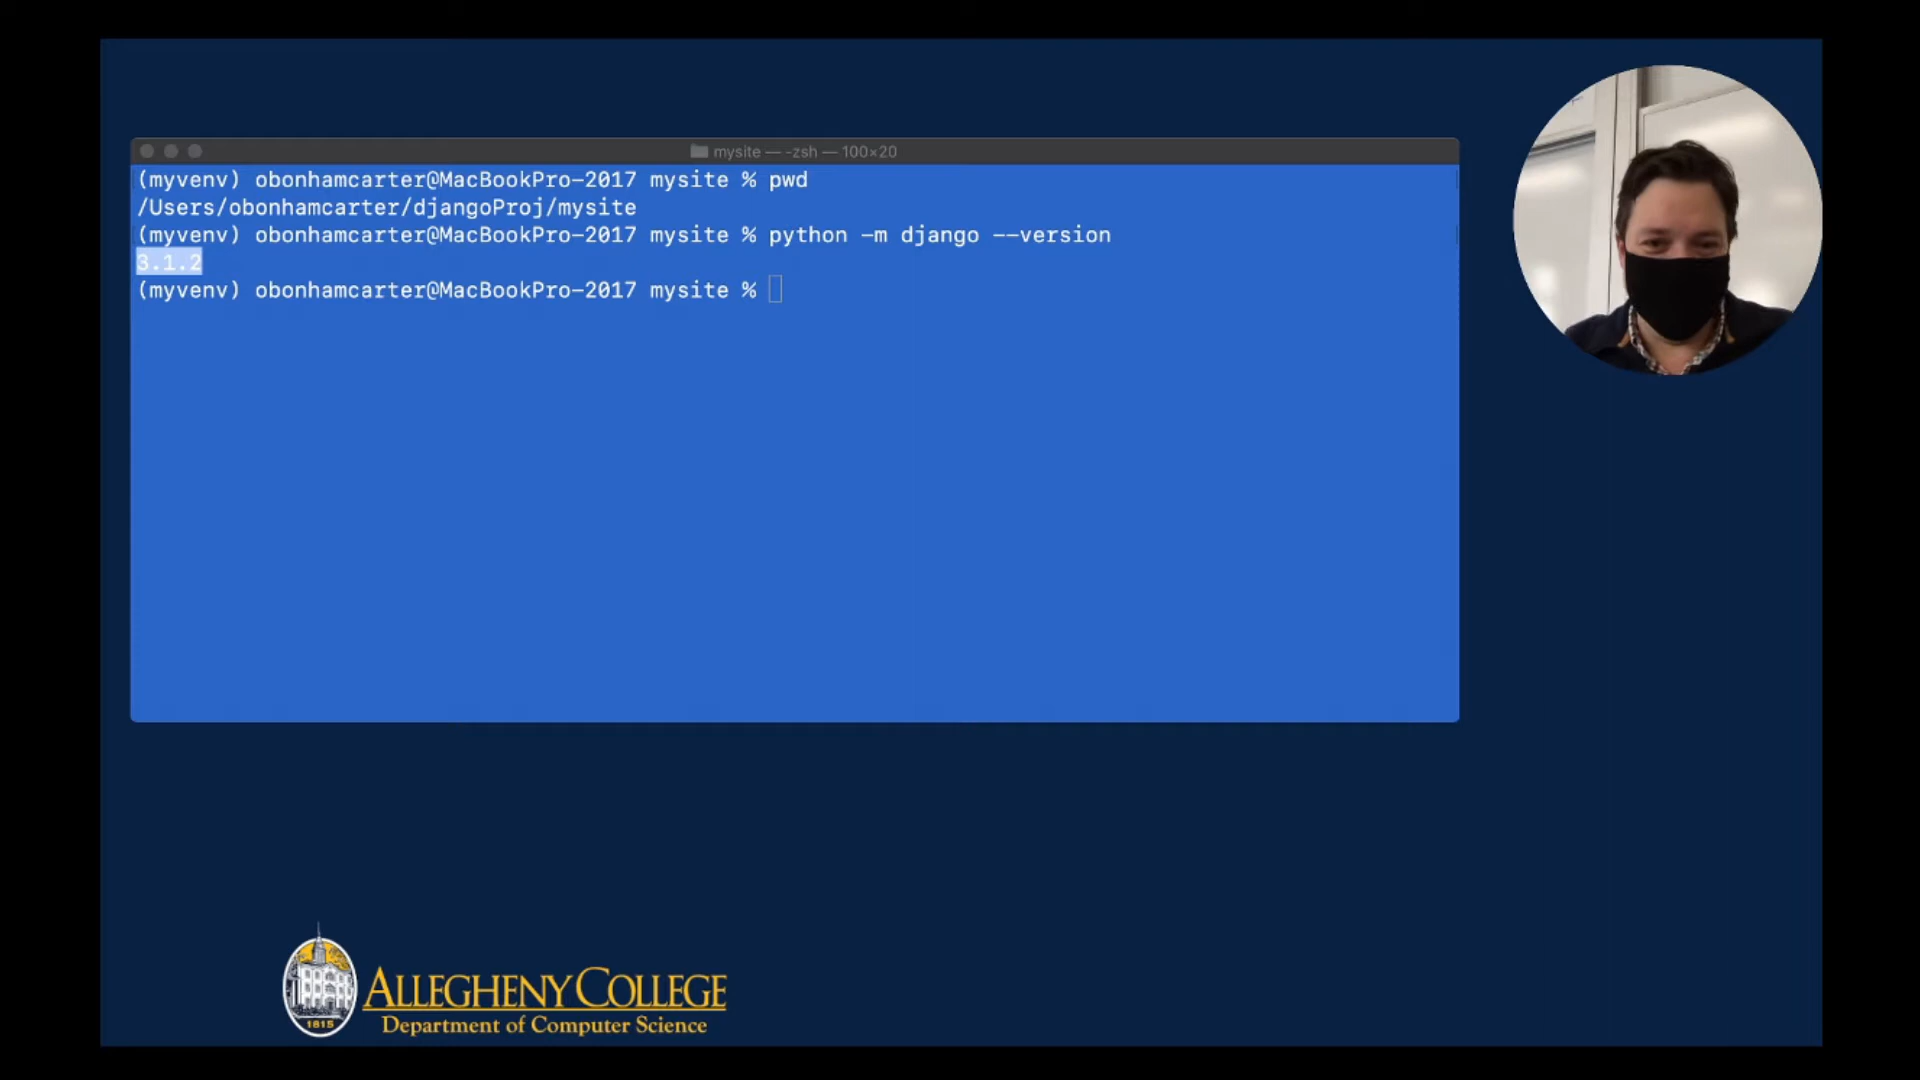 mysite — -zsh — 100×20
(myvenv) obonhamcarter@MacBookPro-2017 mysite % pwd
/Users/obonhamcarter/djangoProj/mysite
(myvenv) obonhamcarter@MacBookPro-2017 mysite % python -m django --version
3.1.2
(myvenv) obonhamcarter@MacBookPro-2017 mysite %
1815
ALLEGHENY COLLEGE
Department of Computer Science